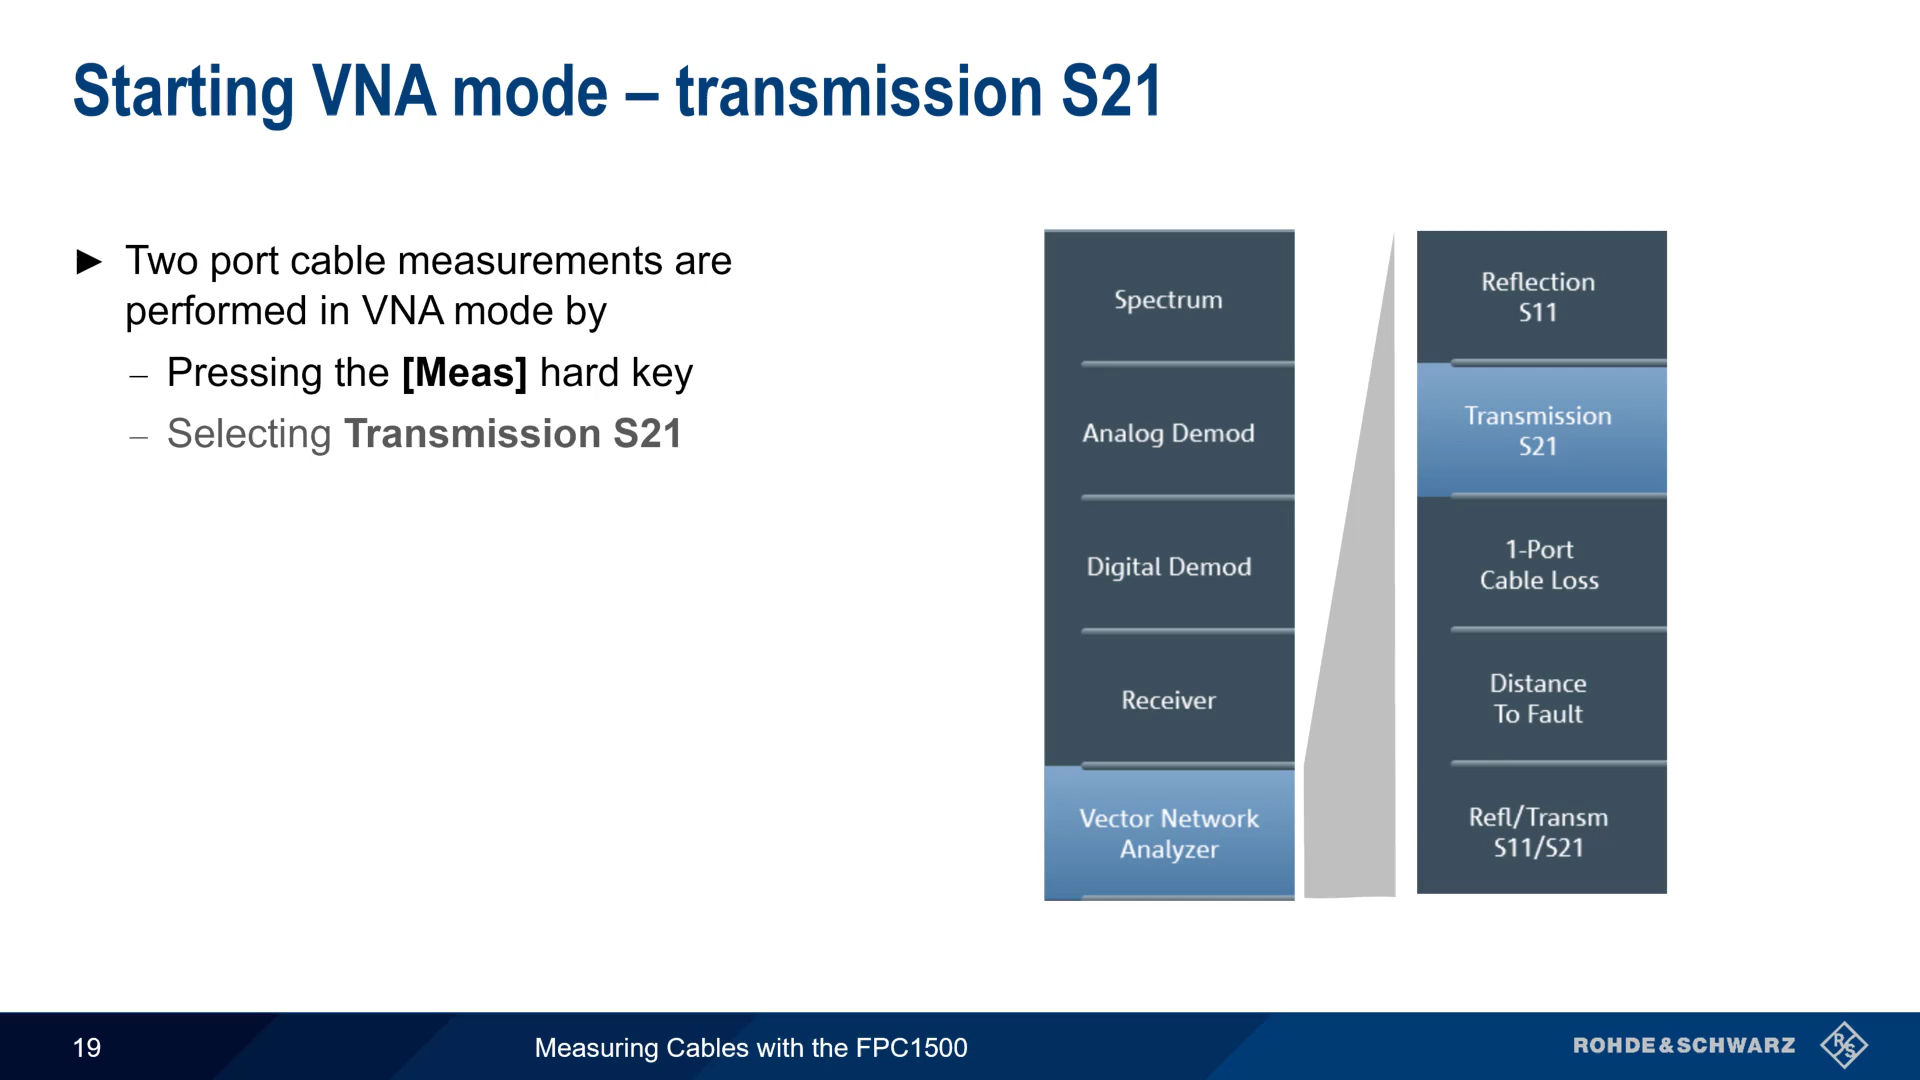 Starting VNA mode – transmission S21
► Two port cable measurements are
performed in VNA mode by
– Pressing the [Meas] hard key
– Selecting Transmission S21
Spectrum
Analog Demod
Digital Demod
Receiver
Vector Network
Analyzer
Reflection
S11
Transmission
S21
1-Port
Cable Loss
Distance
To Fault
Refl/Transm
S11/S21
19
Measuring Cables with the FPC1500
ROHDE&SCHWARZ
R&S